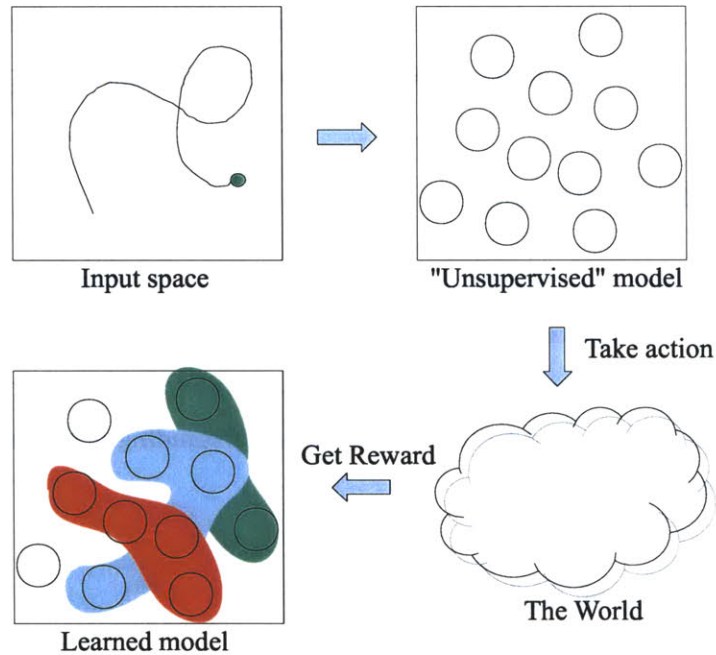 Input space
"Unsupervised" model
Take action
Get Reward
The World
Learned model